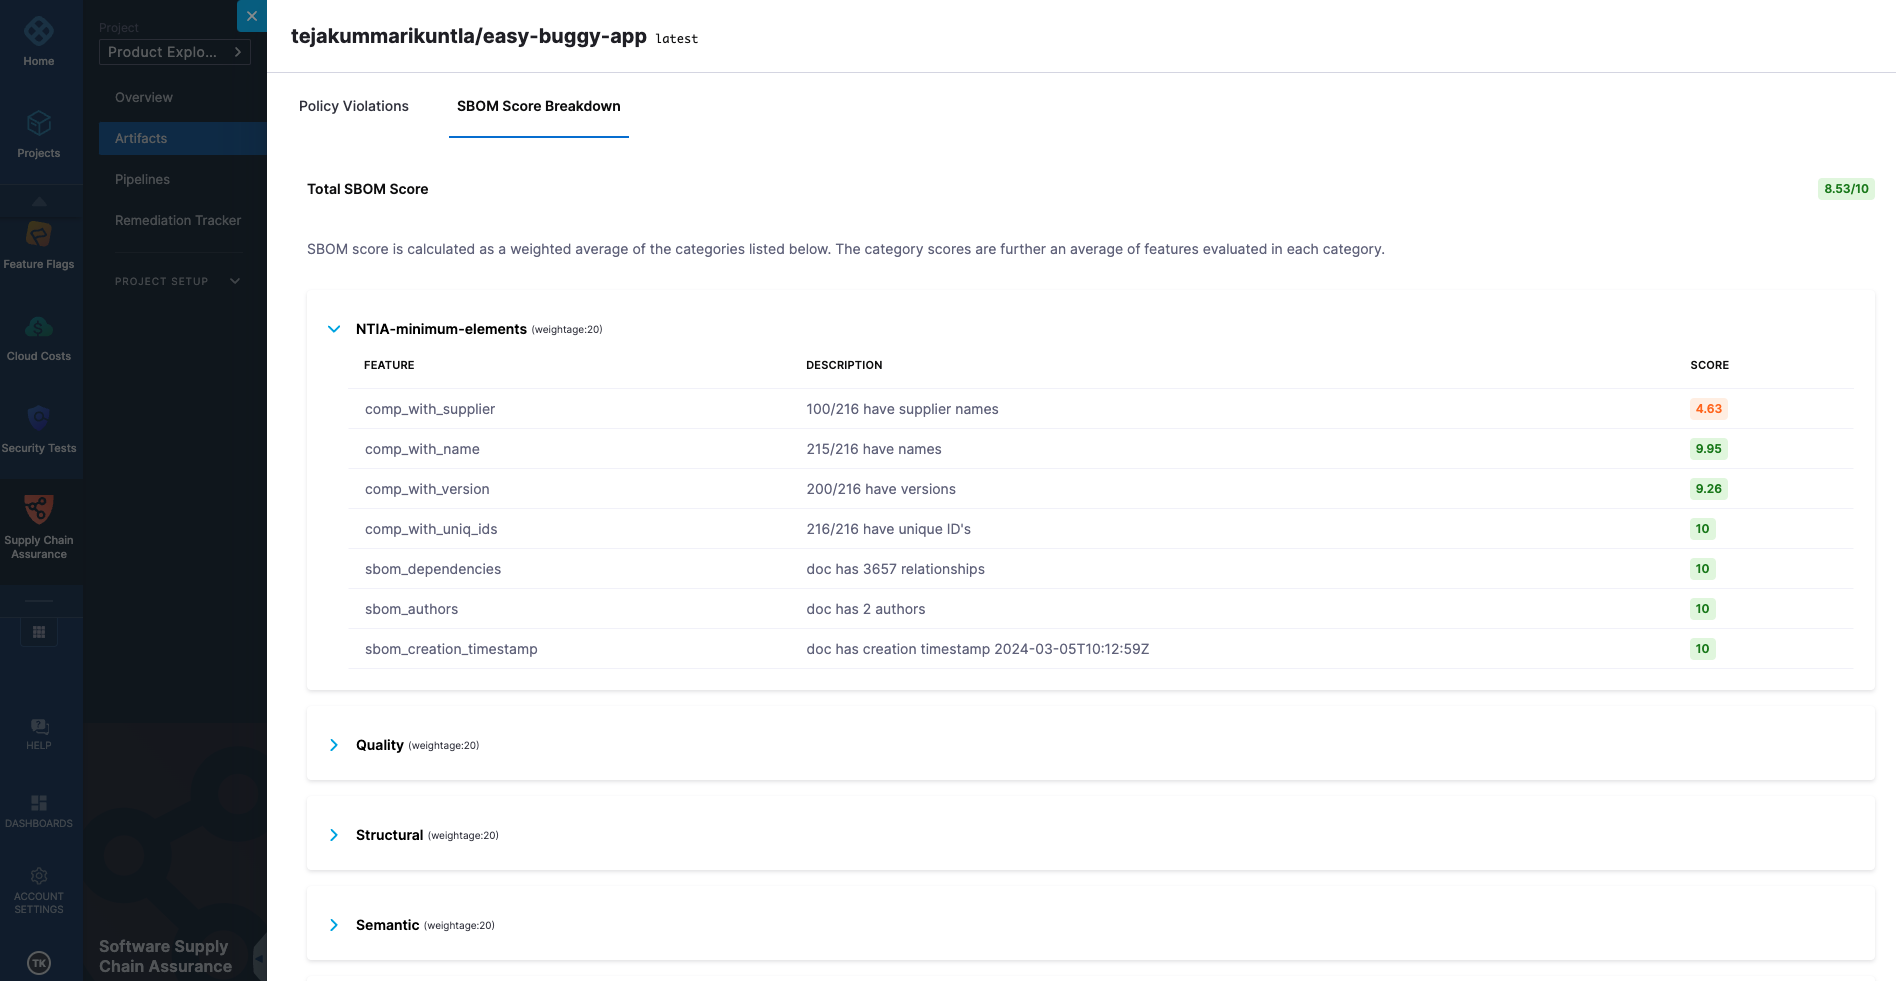 Home
Projects
Feature Flags
Cloud Costs
Security Tests
Supply Chain
Assurance
HELP
DASHBOARDS
ACCOUNT
SETTINGS
TK
Project
Product Explo...
Overview
Artifacts
Pipelines
Remediation Tracker
PROJECT SETUP
Software Supply
Chain Assurance
tejakummarikuntla/easy-buggy-app latest
Policy Violations
SBOM Score Breakdown
Total SBOM Score
8.53/10
SBOM score is calculated as a weighted average of the categories listed below. The category scores are further an average of features evaluated in each category.
NTIA-minimum-elements (weightage:20)
FEATURE DESCRIPTION SCORE
comp_with_supplier 100/216 have supplier names 4.63
comp_with_name 215/216 have names 9.95
comp_with_version 200/216 have versions 9.26
comp_with_uniq_ids 216/216 have unique ID's 10
sbom_dependencies doc has 3657 relationships 10
sbom_authors doc has 2 authors 10
sbom_creation_timestamp doc has creation timestamp 2024-03-05T10:12:59Z 10
Quality (weightage:20)
Structural (weightage:20)
Semantic (weightage:20)